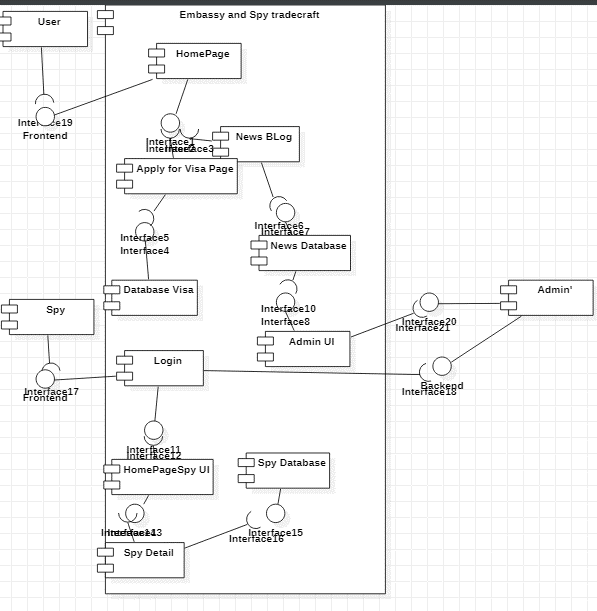 Embassy and Spy tradecraft
User
HomePage
Interface19
Frontend
Interface1
Interface2
Interface3
News BLog
Apply for Visa Page
Interface6
Interface7
Interface5
Interface4
News Database
Database Visa
Admin'
Spy
Interface10
Interface8
Interface20
Interface21
Admin UI
Login
Backend
Interface18
Interface17
Frontend
Interface11
Interface12
HomePageSpy UI
Spy Database
Interface15
Interface16
Spy Detail